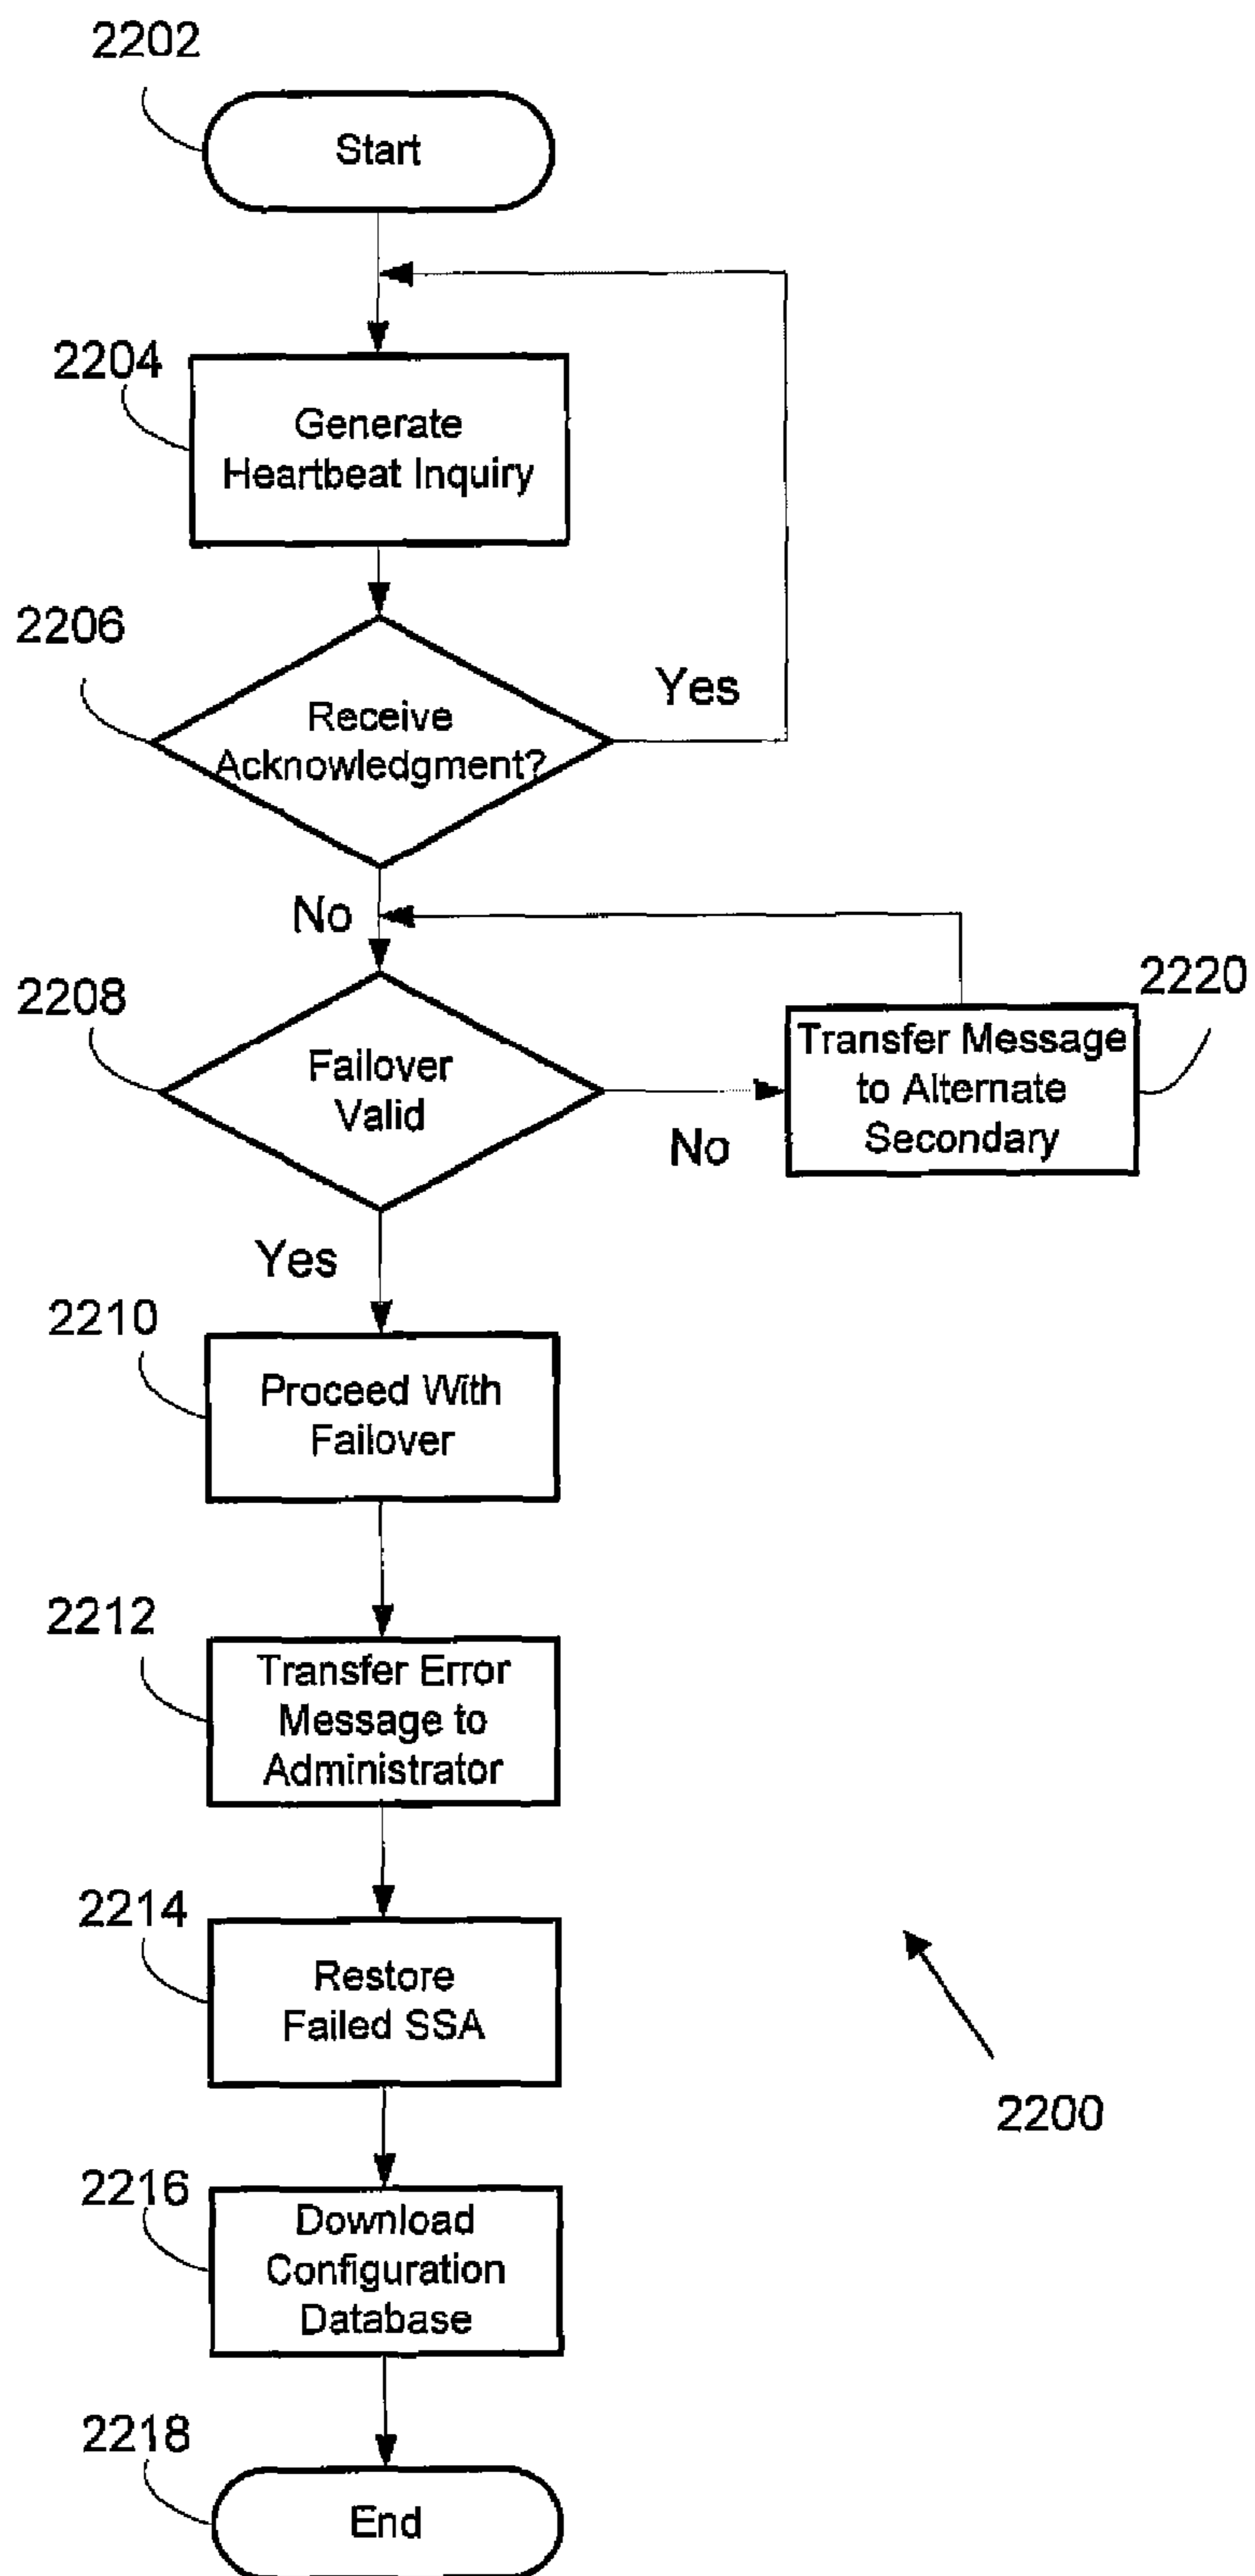 2202
Start
2204
Generate
Heartbeat Inquiry
2206
Receive
Acknowledgment?
Yes
No
2208
Failover
Valid
No
2220
Transfer Message
to Alternate
Secondary
Yes
2210
Proceed With
Failover
2212
Transfer Error
Message to
Administrator
2214
Restore
Failed SSA
2200
2216
Download
Configuration
Database
2218
End